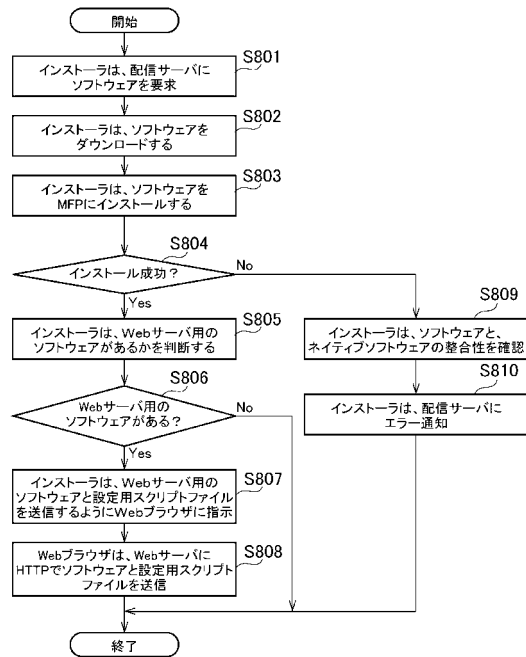 開始
S801
インストーラは、配信サーバに
ソフトウェアを要求
S802
インストーラは、ソフトウェアを
ダウンロードする
S803
インストーラは、ソフトウェアを
MFPにインストールする
S804
インストール成功？
No
Yes
S805
インストーラは、Webサーバ用の
ソフトウェアがあるかを判断する
S809
インストーラは、ソフトウェアと、
ネイティブソフトウェアの整合性を確認
S806
Webサーバ用の
ソフトウェアがある？
No
Yes
S810
インストーラは、配信サーバに
エラー通知
S807
インストーラは、Webサーバ用の
ソフトウェアと設定用スクリプトファイル
を送信するようにWebブラウザに指示
S808
Webブラウザは、Webサーバに
HTTPでソフトウェアと設定用スクリプト
ファイルを送信
終了